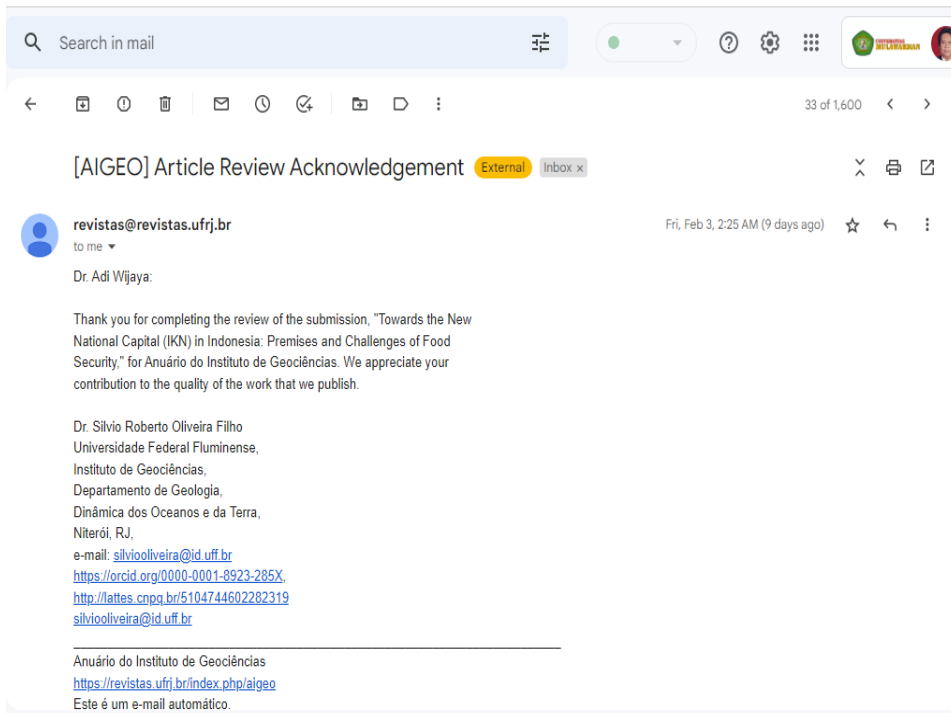 Search in mail
UNIVERSITAS
MULAWARMAN
33 of 1,600
[AIGEO] Article Review Acknowledgement External Inbox ×
revistas@revistas.ufrj.br
Fri, Feb 3, 2:25 AM (9 days ago)
to me
Dr. Adi Wijaya:
Thank you for completing the review of the submission, "Towards the New
National Capital (IKN) in Indonesia: Premises and Challenges of Food
Security," for Anuário do Instituto de Geociências. We appreciate your
contribution to the quality of the work that we publish.
Dr. Silvio Roberto Oliveira Filho
Universidade Federal Fluminense,
Instituto de Geociências,
Departamento de Geologia,
Dinâmica dos Oceanos e da Terra,
Niterói, RJ,
e-mail: silviooliveira@id.uff.br
https://orcid.org/0000-0001-8923-285X,
http://lattes.cnpq.br/5104744602282319
silviooliveira@id.uff.br
Anuário do Instituto de Geociências
https://revistas.ufrj.br/index.php/aigeo
Este é um e-mail automático.